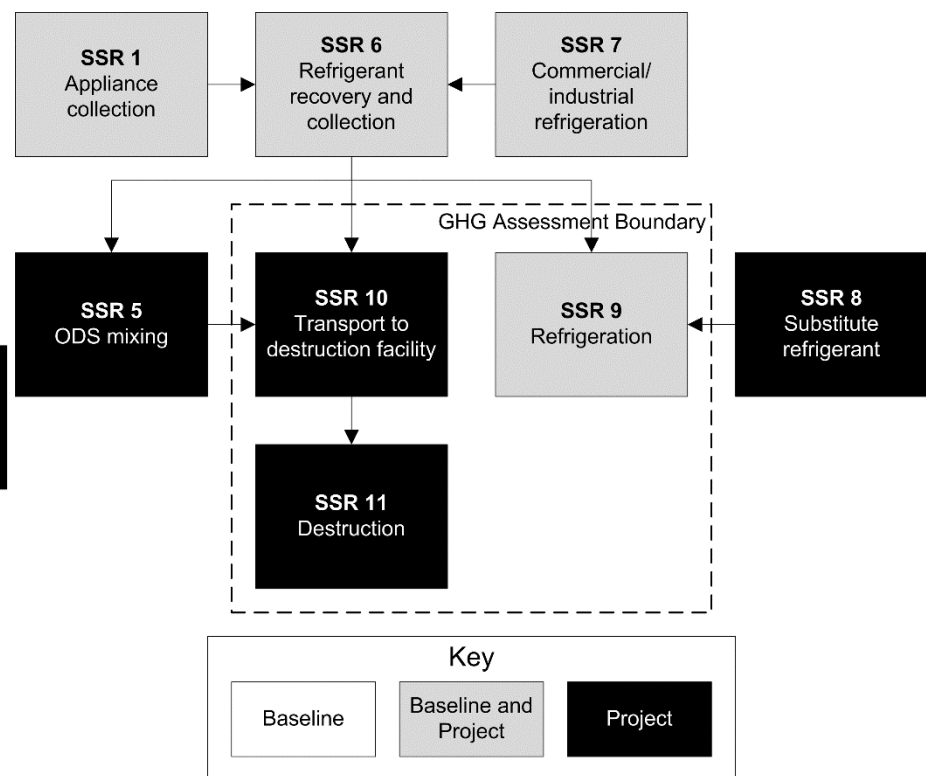 SSR 1
Appliance
collection
SSR 6
Refrigerant
recovery and
collection
SSR 7
Commercial/
industrial
refrigeration
GHG Assessment Boundary
SSR 5
ODS mixing
SSR 10
Transport to
destruction facility
SSR 9
Refrigeration
SSR 8
Substitute
refrigerant
SSR 11
Destruction
Key
Baseline
Baseline and
Project
Project